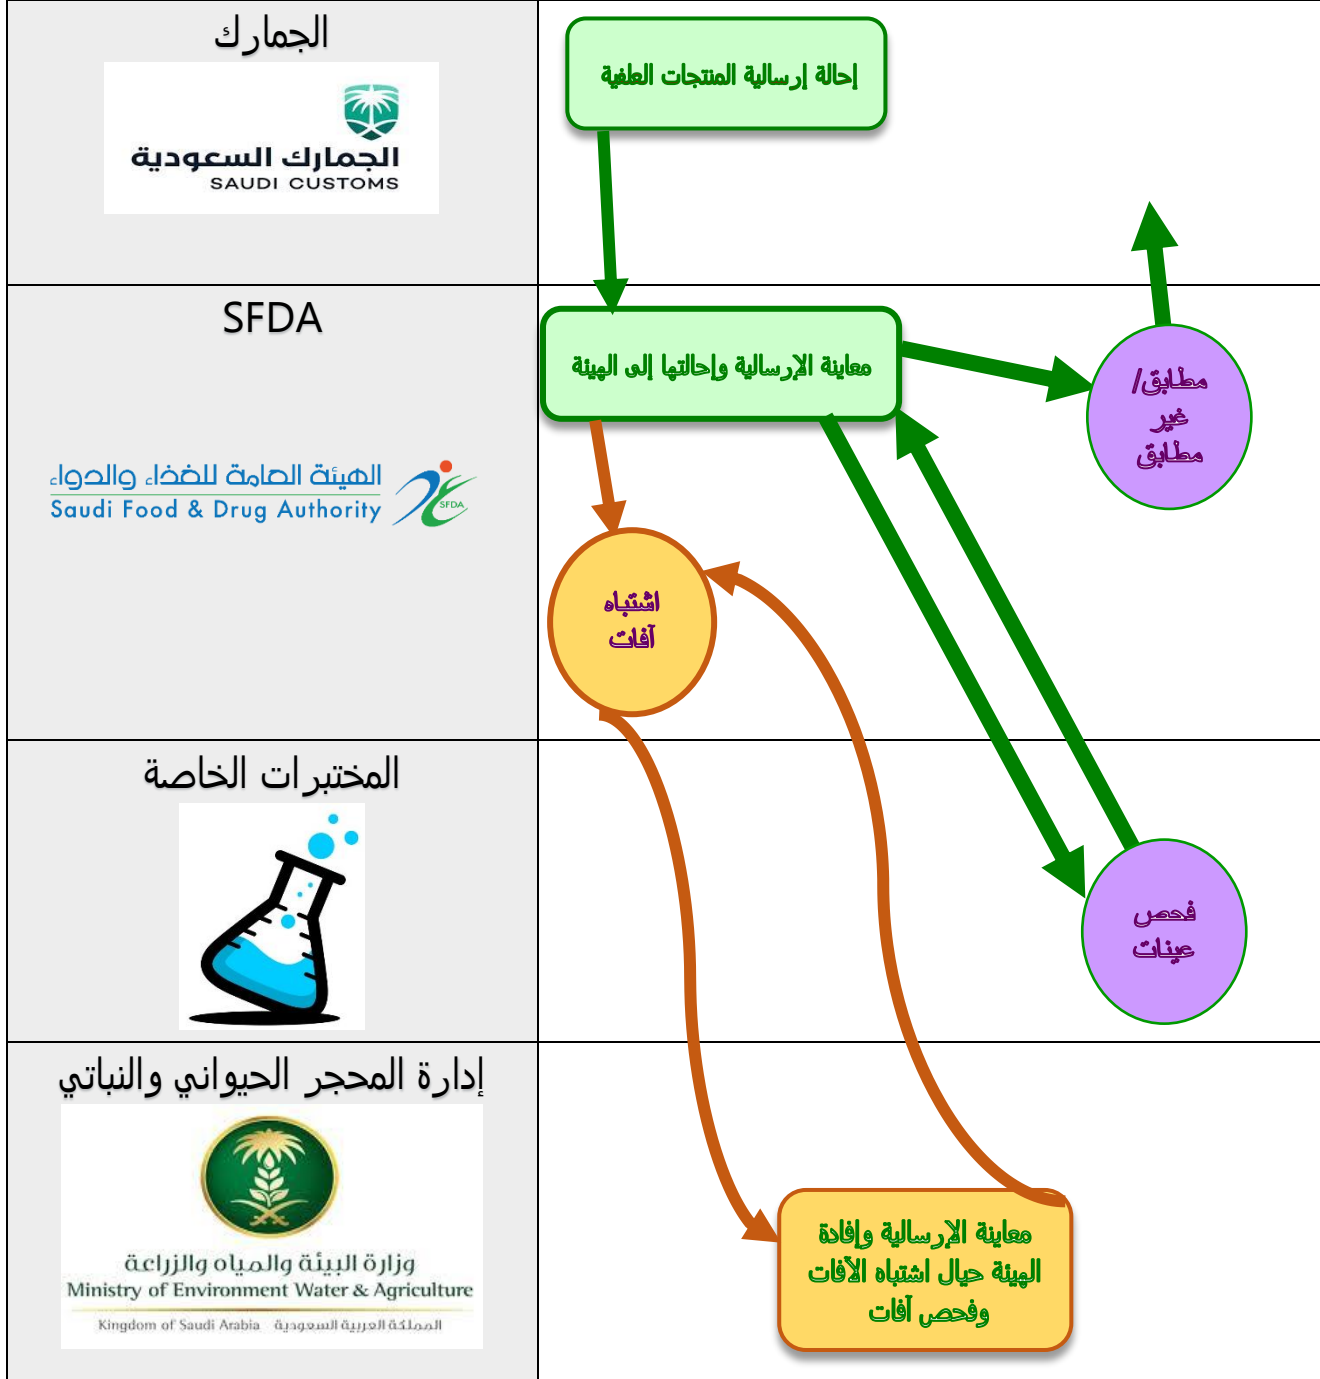 الجمارك
الجمارك السعودية
SAUDI CUSTOMS
إحالة إرسالية المنتجات العلفية
SFDA
الهيئة العامة للغذاء والدواء
Saudi Food & Drug Authority
SFDA
معاينة الإرسالية وإحالتها إلى الهيئة
مطابق/
غير
مطابق
اشتباه
آفات
المختبرات الخاصة
فحص
عينات
إدارة المحجر الحيواني والنباتي
وزارة البيئة والمياه والزراعة
Ministry of Environment Water & Agriculture
Kingdom of Saudi Arabia المملكة العربية السعودية
معاينة الإرسالية وإفادة
الهيئة حيال اشتباه الآفات
وفحص آفات